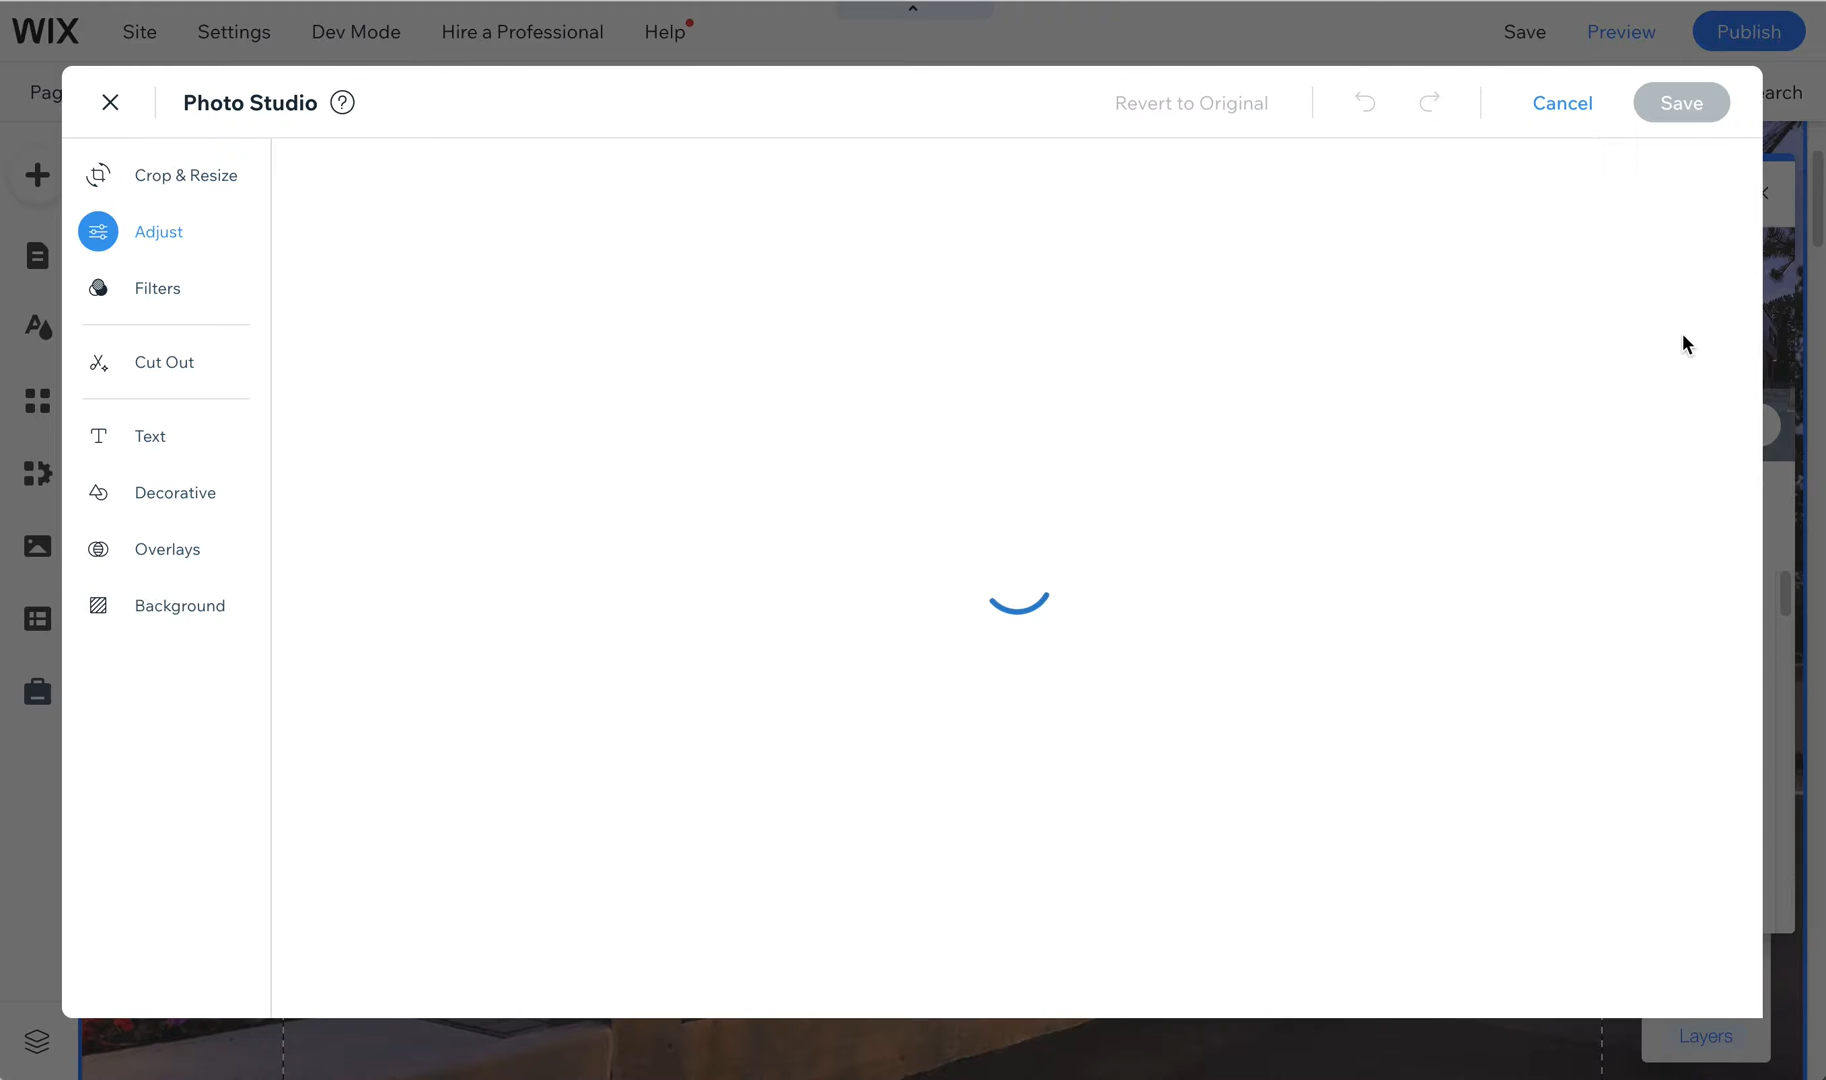 WIX Site Settings Dev Mode Hire a Professional Help Save Preview Publish
Pag
Photo Studio ? Revert to Original Cancel Save
arch
Crop & Resize
Adjust
Filters
Cut Out
Text
Decorative
Overlays
Background
Layers